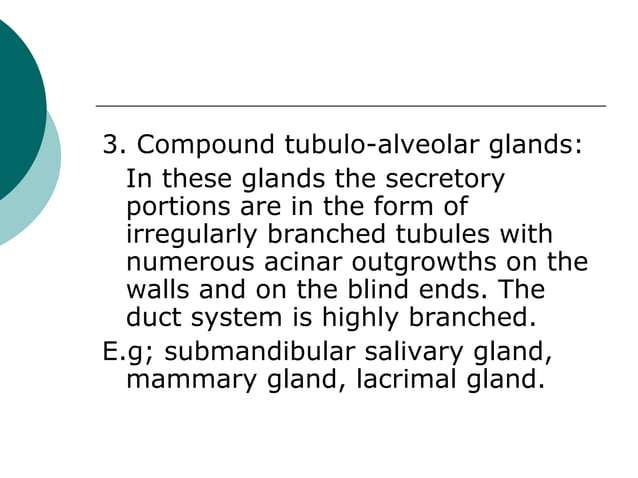 3. Compound tubulo-alveolar glands:
In these glands the secretory
portions are in the form of
irregularly branched tubules with
numerous acinar outgrowths on the
walls and on the blind ends. The
duct system is highly branched.
E.g; submandibular salivary gland,
mammary gland, lacrimal gland.